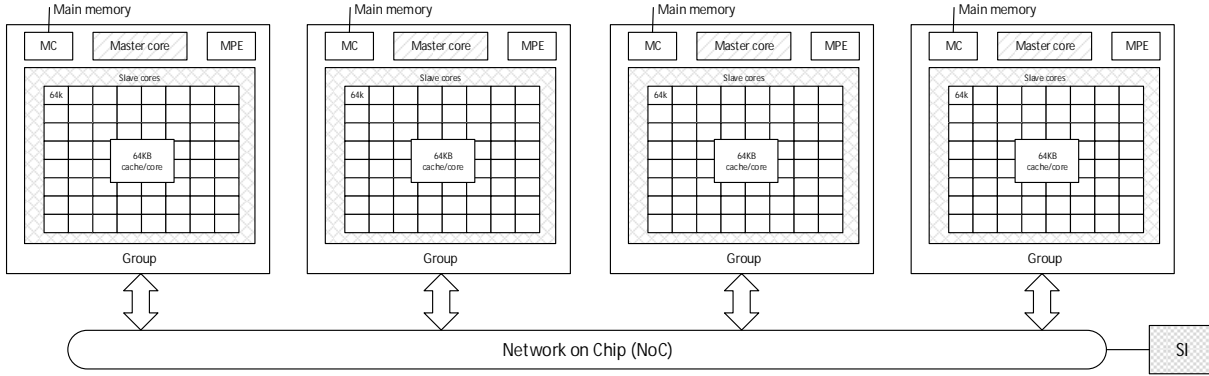 Main memory
MC
Master core
MPE
Slave cores
64k
64KB
cache/core
Group
Main memory
MC
Master core
MPE
Slave cores
64k
64KB
cache/core
Group
Main memory
MC
Master core
MPE
Slave cores
64k
64KB
cache/core
Group
Main memory
MC
Master core
MPE
Slave cores
64k
64KB
cache/core
Group
Network on Chip (NoC)
SI